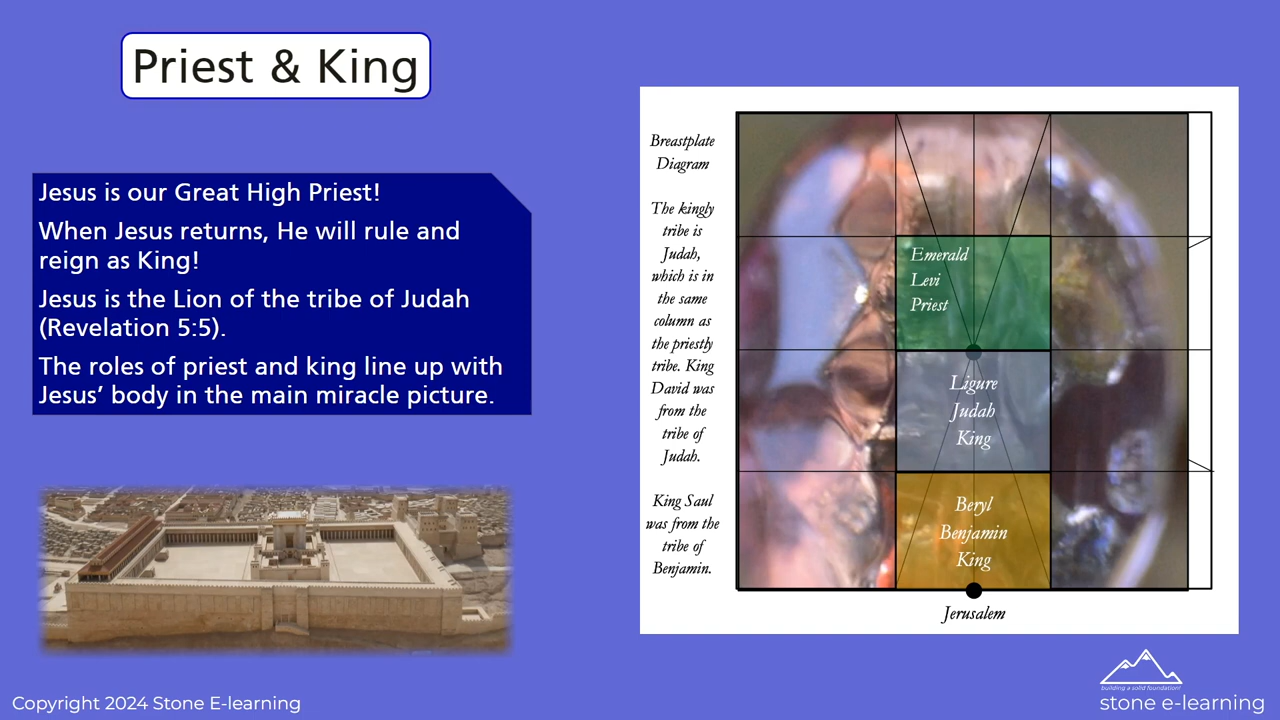 Priest & King
Jesus is our Great High Priest!
When Jesus returns, He will rule and
reign as King!
Jesus is the Lion of the tribe of Judah
(Revelation 5:5).
The roles of priest and king line up with
Jesus’ body in the main miracle picture.
Breastplate
Diagram
The kingly
tribe is
Judah,
which is in
the same
column as
the priestly
tribe. King
David was
from the
tribe of
Judah.
King Saul
was from the
tribe of
Benjamin.
Emerald
Levi
Priest
Ligure
Judah
King
Beryl
Benjamin
King
Jerusalem
Copyright 2024 Stone E-learning
building a solid foundation!
stone e-learning